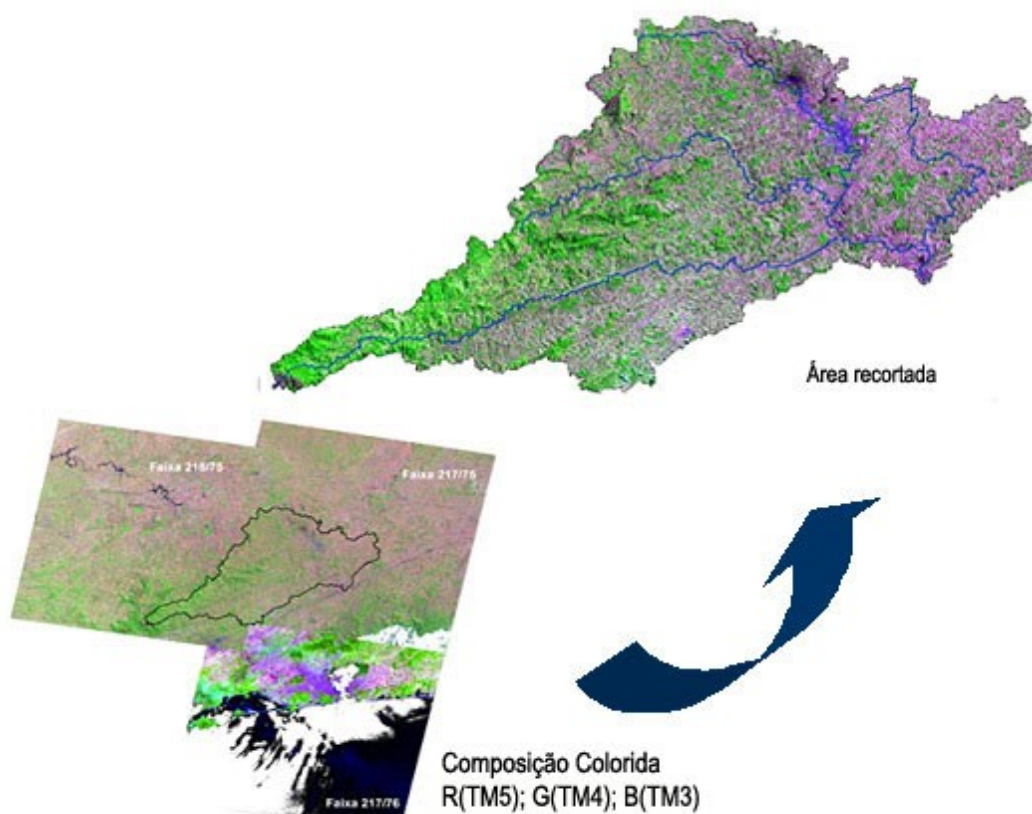 Área recortada
Faixa 218/75
Faixa 217/75
Faixa 217/76
Composição Colorida
R(TM5); G(TM4); B(TM3)